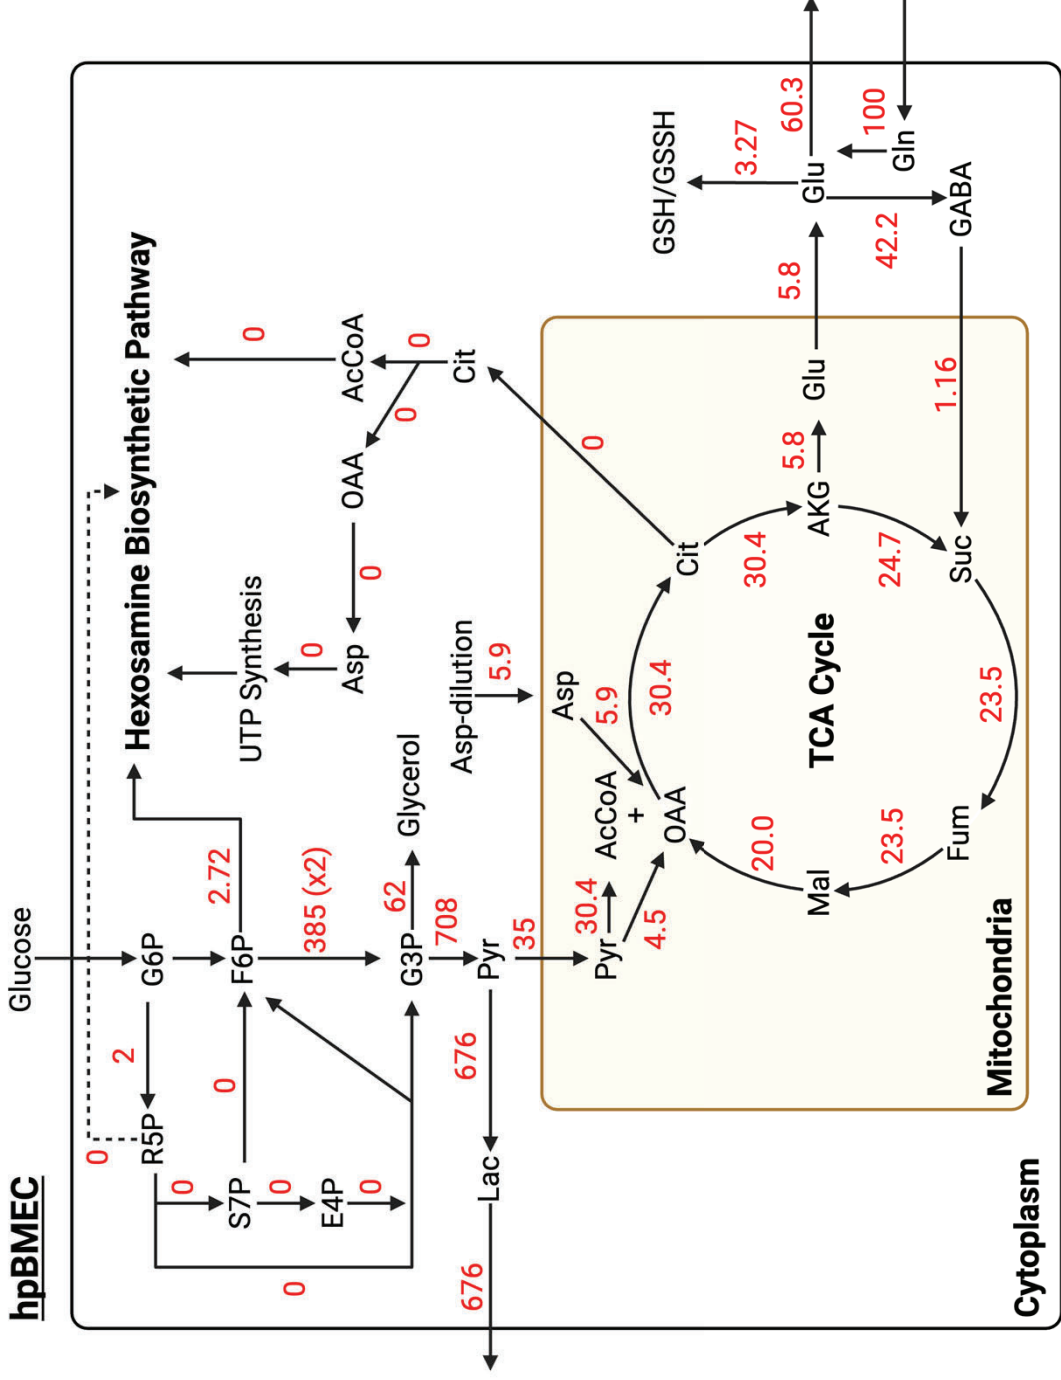 hpBMEC
Glucose
G6P
2
R5P
0
F6P
2.72
Hexosamine Biosynthetic Pathway
0
S7P
0
0
E4P
0
0
385 (x2)
G3P
62
Glycerol
708
Pyr
676
Lac
676
35
UTP Synthesis
0
Asp
0
OAA
0
AcCoA
0
0
Cit
0
Asp-dilution
5.9
Asp
5.9
Pyr
30.4
AcCoA
+
OAA
4.5
30.4
Cit
30.4
AKG
5.8
Glu
5.8
24.7
Suc
1.16
23.5
Fum
23.5
Mal
20.0
TCA Cycle
Mitochondria
Cytoplasm
GSH/GSSH
3.27
Glu
60.3
100
Gln
42.2
GABA